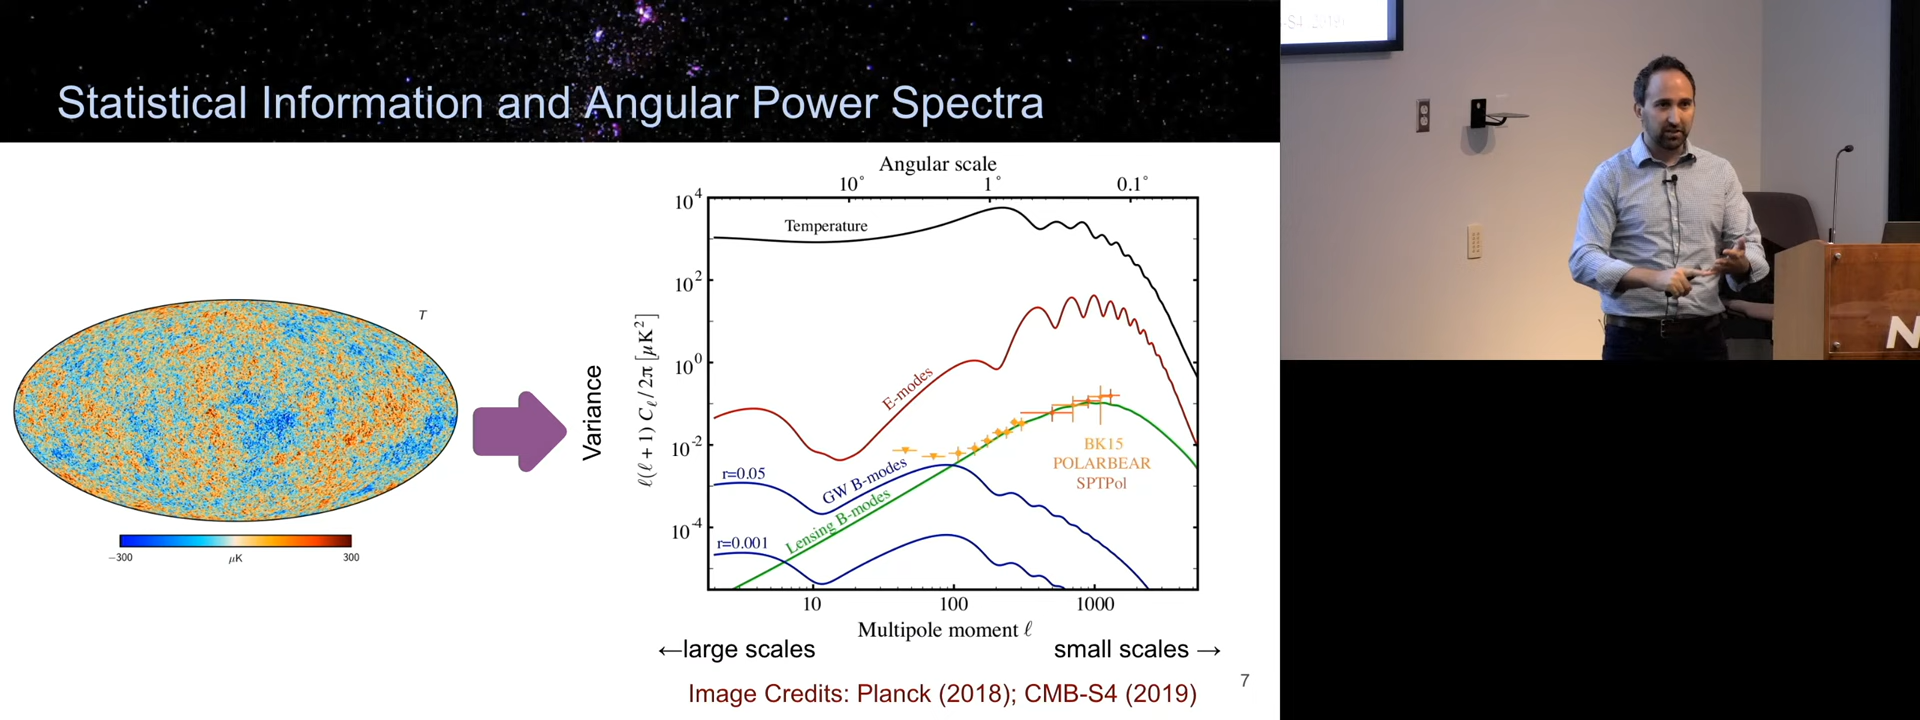 Statistical Information and Angular Power Spectra
T
−300
μK
300
Variance
Angular scale
10°
1°
0.1°
10⁴
10²
10⁰
10⁻²
10⁻⁴
ℓ(ℓ+1) Cℓ/2π [μK²]
Temperature
E-modes
BK15
POLARBEAR
SPTPol
r=0.05
GW B-modes
Lensing B-modes
r=0.001
10
100
1000
Multipole moment ℓ
←large scales
small scales →
Image Credits: Planck (2018); CMB-S4 (2019)
7
-S4 2019)
N